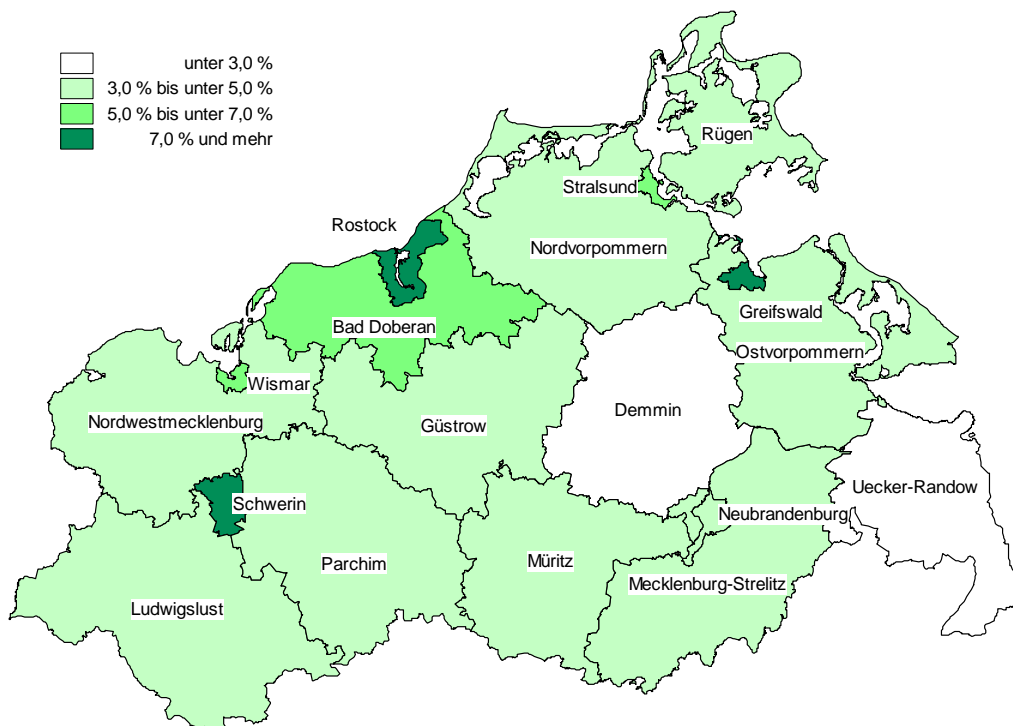 unter 3,0 %
3,0 % bis unter 5,0 %
5,0 % bis unter 7,0 %
7,0 % und mehr
Rügen
Stralsund
Rostock
Nordvorpommern
Greifswald
Bad Doberan
Ostvorpommern
Wismar
Demmin
Nordwestmecklenburg
Güstrow
Uecker-Randow
Schwerin
Neubrandenburg
Parchim
Müritz
Mecklenburg-Strelitz
Ludwigslust